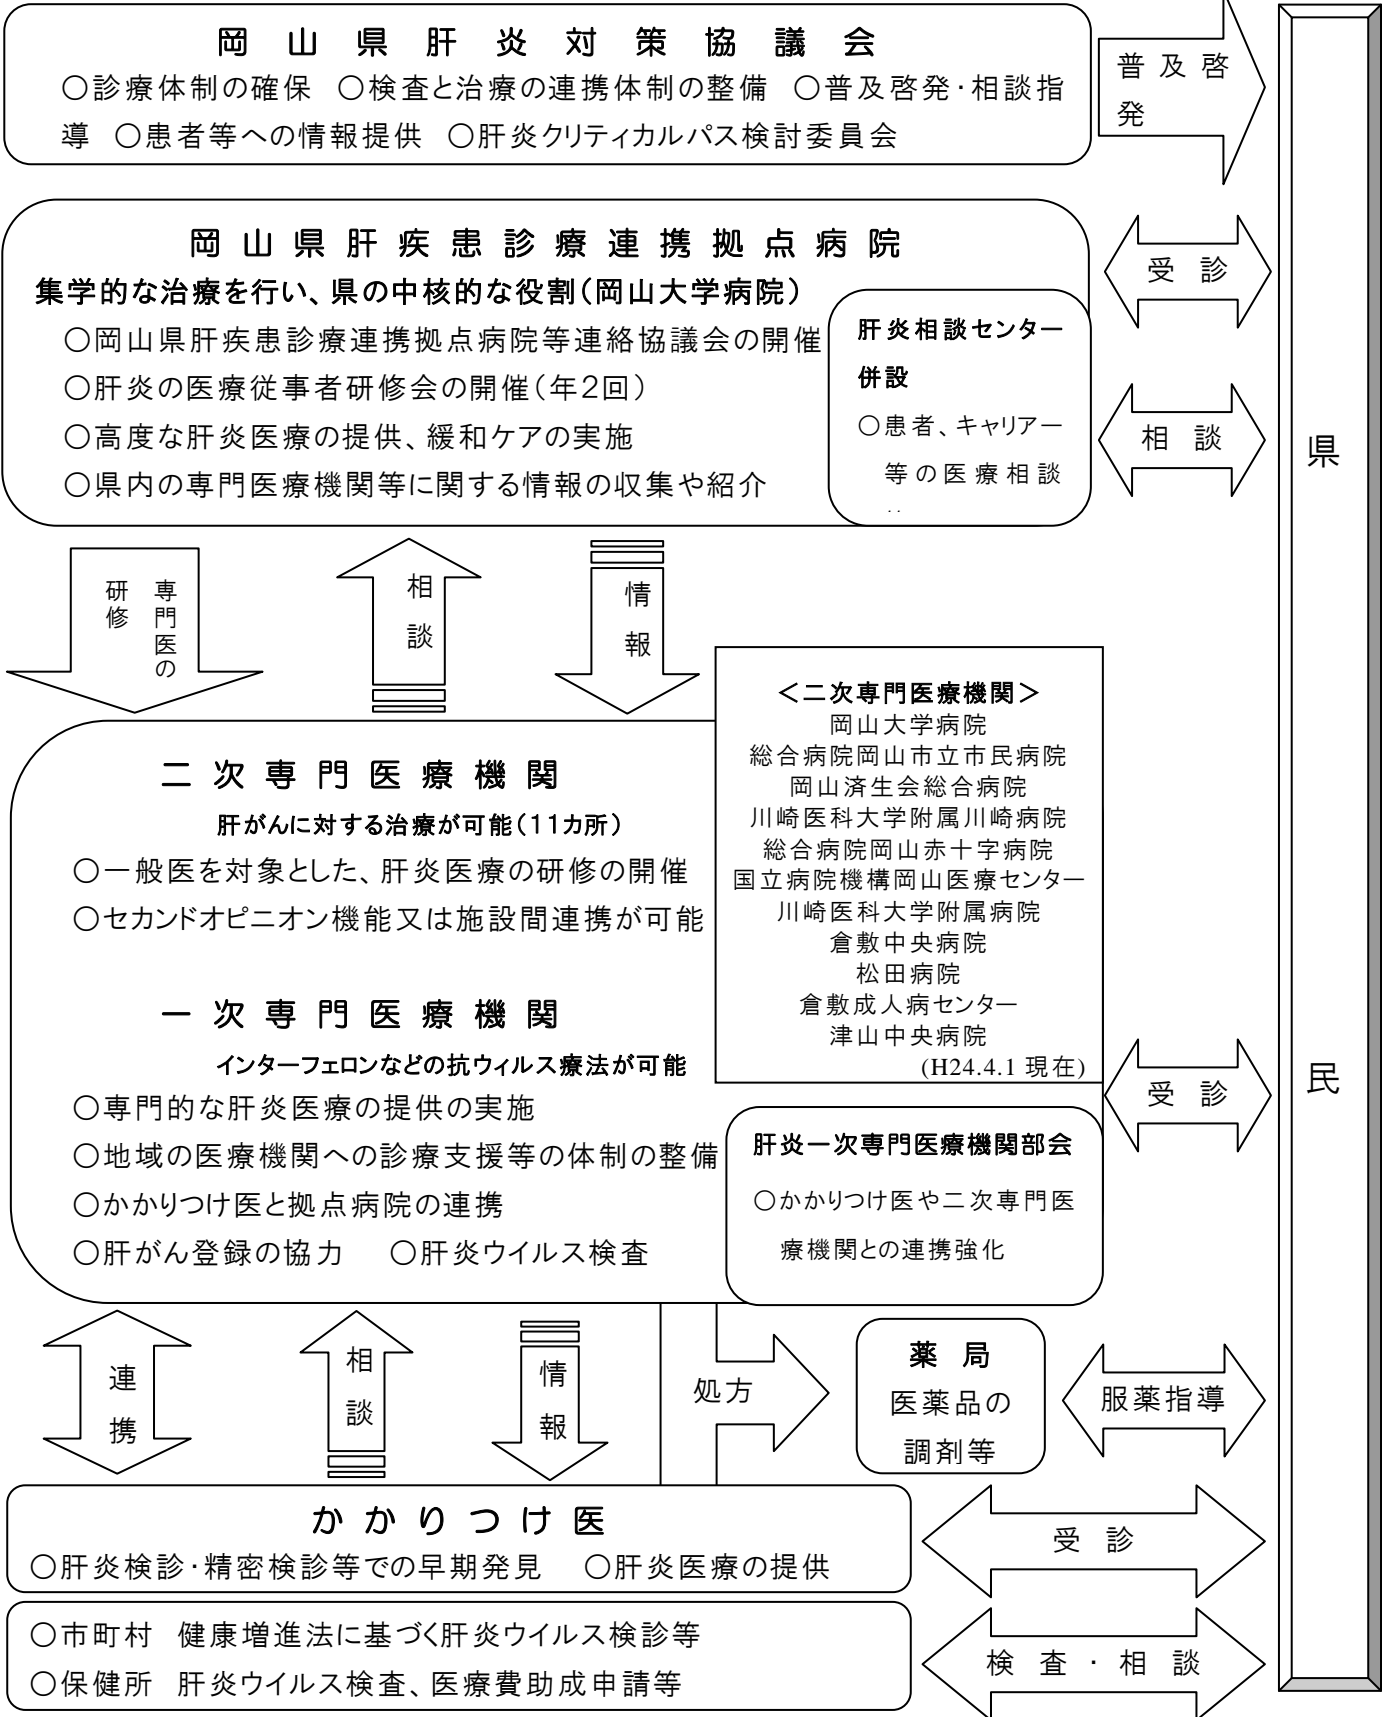 岡山県肝炎対策協議会
○診療体制の確保 ○検査と治療の連携体制の整備 ○普及啓発・相談指
導 ○患者等への情報提供 ○肝炎クリティカルパス検討委員会
普及啓
発
岡山県肝疾患診療連携拠点病院
集学的な治療を行い、県の中核的な役割(岡山大学病院)
○岡山県肝疾患診療連携拠点病院等連絡協議会の開催
○肝炎の医療従事者研修会の開催(年2回)
○高度な肝炎医療の提供、緩和ケアの実施
○県内の専門医療機関等に関する情報の収集や紹介
肝炎相談センター
併設
○患者、キャリアー
等の医療相談
受診
相談
県民
専門医の
研修
相談
情報
二次専門医療機関
肝がんに対する治療が可能(11カ所)
○一般医を対象とした、肝炎医療の研修の開催
○セカンドオピニオン機能又は施設間連携が可能
一次専門医療機関
インターフェロンなどの抗ウィルス療法が可能
○専門的な肝炎医療の提供の実施
○地域の医療機関への診療支援等の体制の整備
○かかりつけ医と拠点病院の連携
○肝がん登録の協力 ○肝炎ウイルス検査
<二次専門医療機関>
岡山大学病院
総合病院岡山市立市民病院
岡山済生会総合病院
川崎医科大学附属川崎病院
総合病院岡山赤十字病院
国立病院機構岡山医療センター
川崎医科大学附属病院
倉敷中央病院
松田病院
倉敷成人病センター
津山中央病院
(H24.4.1 現在)
肝炎一次専門医療機関部会
○かかりつけ医や二次専門医
療機関との連携強化
受診
連携
相談
情報
処方
薬局
医薬品の
調剤等
服薬指導
かかりつけ医
○肝炎検診・精密検診等での早期発見 ○肝炎医療の提供
受診
○市町村 健康増進法に基づく肝炎ウイルス検診等
○保健所 肝炎ウイルス検査、医療費助成申請等
検査・相談